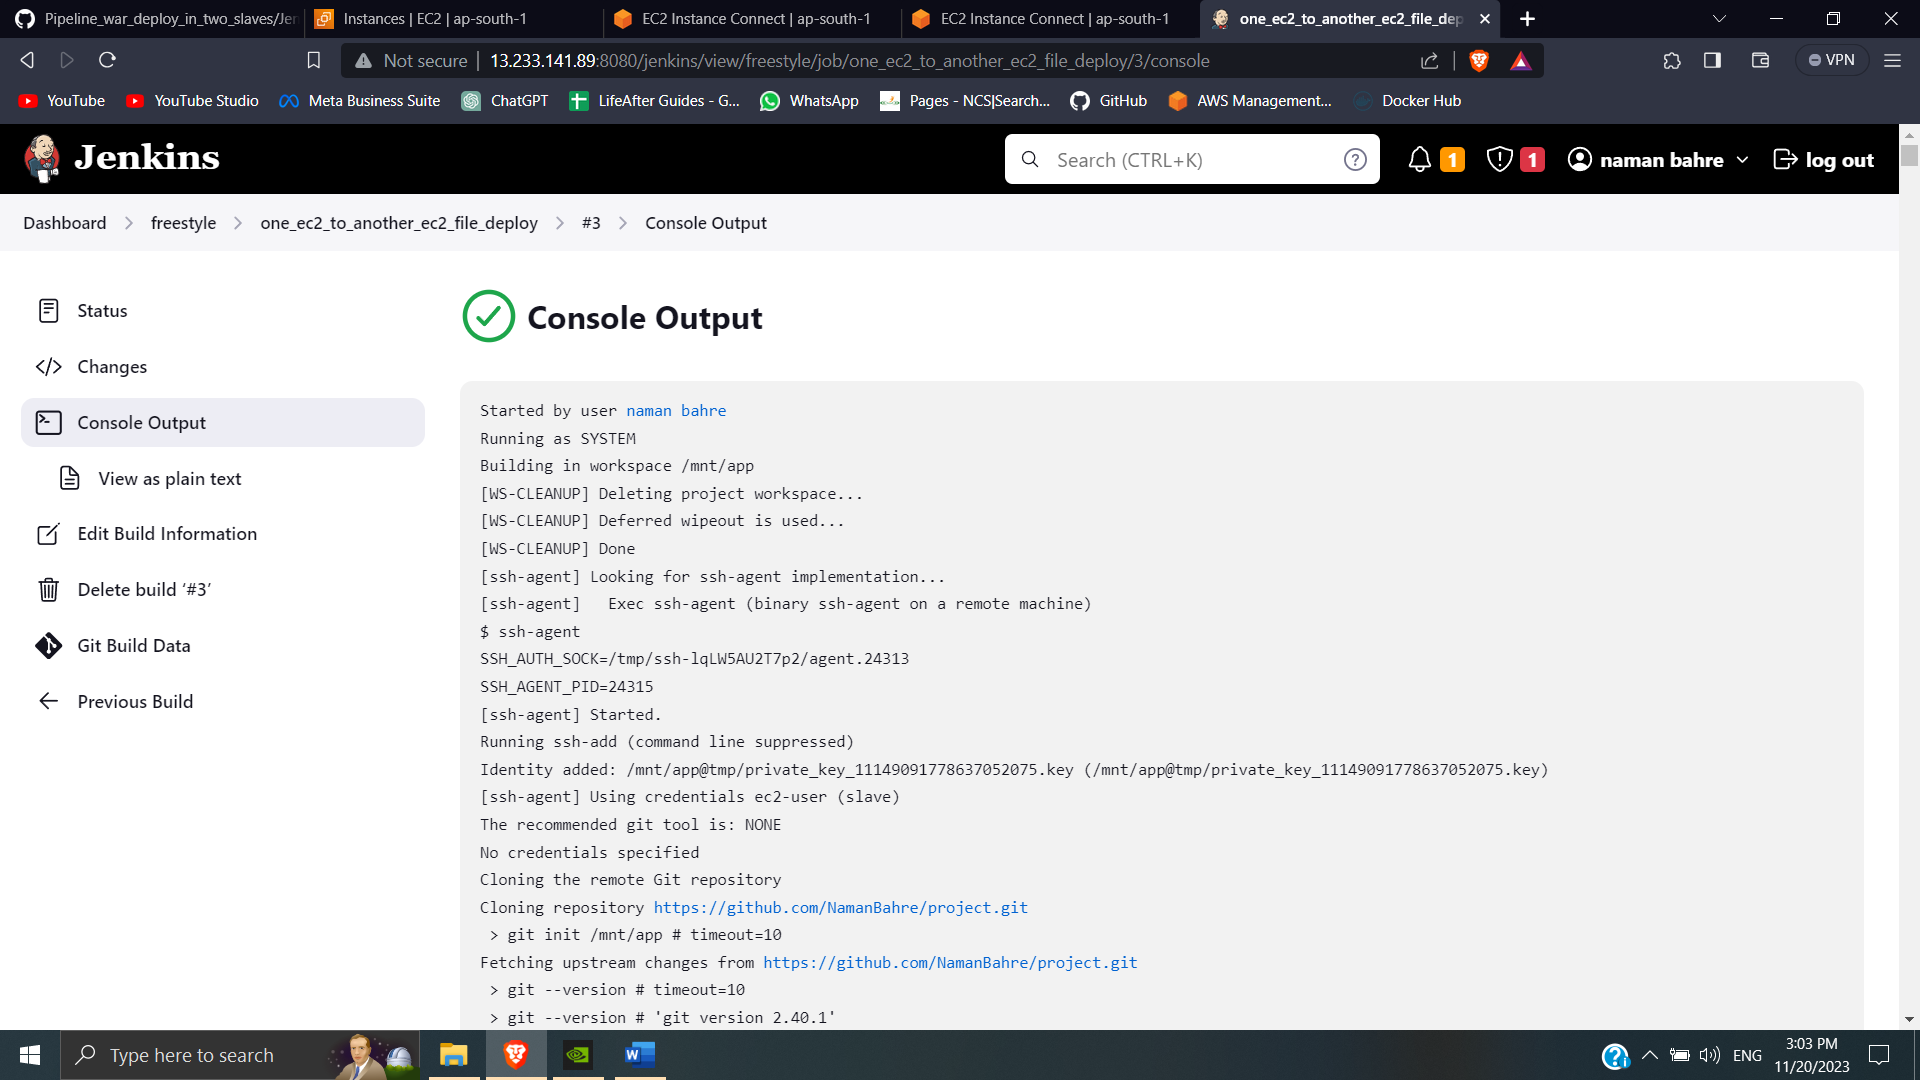 Pipeline_war_deploy_in_two_slaves/Jen
Instances | EC2 | ap-south-1
EC2 Instance Connect | ap-south-1
EC2 Instance Connect | ap-south-1
one_ec2_to_another_ec2_file_dep
Not secure
13.233.141.89:8080/jenkins/view/freestyle/job/one_ec2_to_another_ec2_file_deploy/3/console
VPN
YouTube
YouTube Studio
Meta Business Suite
ChatGPT
LifeAfter Guides - G...
WhatsApp
Pages - NCS|Search...
GitHub
AWS Management...
Docker Hub
Jenkins
Search (CTRL+K)
1
1
naman bahre
log out
Dashboard
freestyle
one_ec2_to_another_ec2_file_deploy
#3
Console Output
Status
Changes
Console Output
View as plain text
Edit Build Information
Delete build ‘#3’
Git Build Data
Previous Build
Console Output
Started by user naman bahre
Running as SYSTEM
Building in workspace /mnt/app
[WS-CLEANUP] Deleting project workspace...
[WS-CLEANUP] Deferred wipeout is used...
[WS-CLEANUP] Done
[ssh-agent] Looking for ssh-agent implementation...
[ssh-agent]   Exec ssh-agent (binary ssh-agent on a remote machine)
$ ssh-agent
SSH_AUTH_SOCK=/tmp/ssh-lqLW5AU2T7p2/agent.24313
SSH_AGENT_PID=24315
[ssh-agent] Started.
Running ssh-add (command line suppressed)
Identity added: /mnt/app@tmp/private_key_11149091778637052075.key (/mnt/app@tmp/private_key_11149091778637052075.key)
[ssh-agent] Using credentials ec2-user (slave)
The recommended git tool is: NONE
No credentials specified
Cloning the remote Git repository
Cloning repository https://github.com/NamanBahre/project.git
> git init /mnt/app # timeout=10
Fetching upstream changes from https://github.com/NamanBahre/project.git
> git --version # timeout=10
> git --version # 'git version 2.40.1'
Type here to search
ENG
3:03 PM
11/20/2023